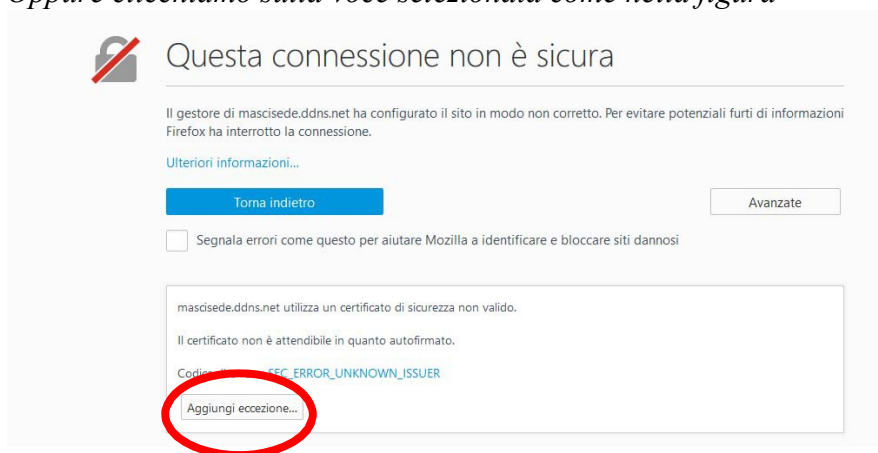 Oppure clicchiamo sulla voce selezionata come nella figura
Questa connessione non è sicura
Il gestore di mascisede.ddns.net ha configurato il sito in modo non corretto. Per evitare potenziali furti di informazioni
Firefox ha interrotto la connessione.
Ulteriori informazioni...
Torna indietro
Avanzate
Segnala errori come questo per aiutare Mozilla a identificare e bloccare siti dannosi
mascisede.ddns.net utilizza un certificato di sicurezza non valido.
Il certificato non è attendibile in quanto autofirmato.
SEC_ERROR_UNKNOWN_ISSUER
Aggiungi eccezione...